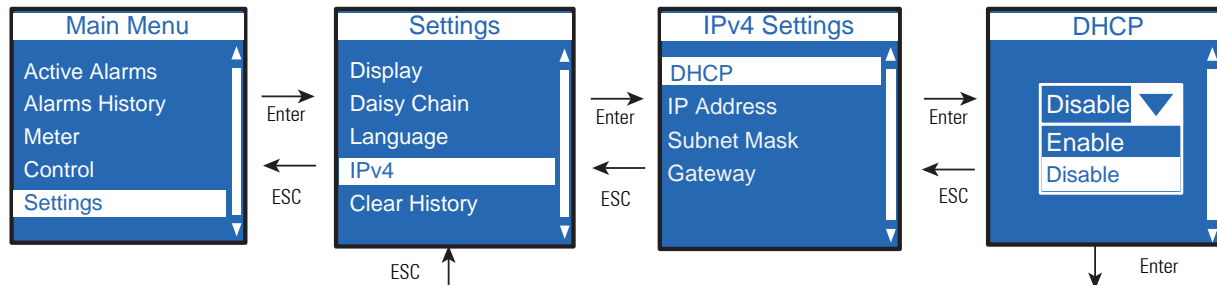 Main Menu
Active Alarms
Alarms History
Meter
Control
Settings
Enter
ESC
Settings
Display
Daisy Chain
Language
IPv4
Clear History
Enter
ESC
IPv4 Settings
DHCP
IP Address
Subnet Mask
Gateway
Enter
ESC
DHCP
Disable
Enable
Disable
ESC
Enter